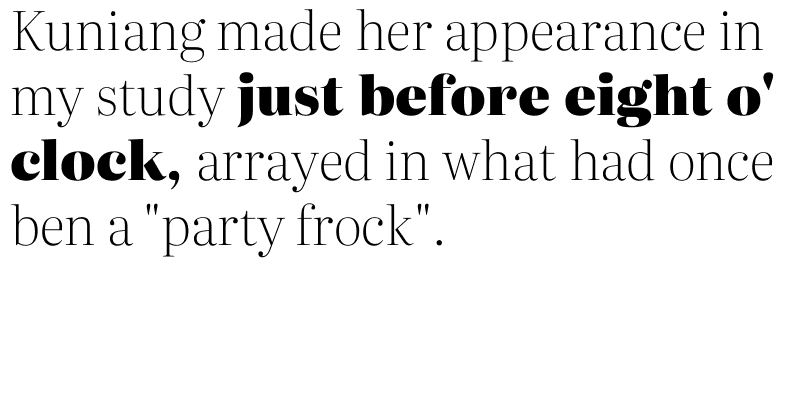 Kuniang made her appearance in
my study just before eight o'
clock, arrayed in what had once
ben a "party frock".